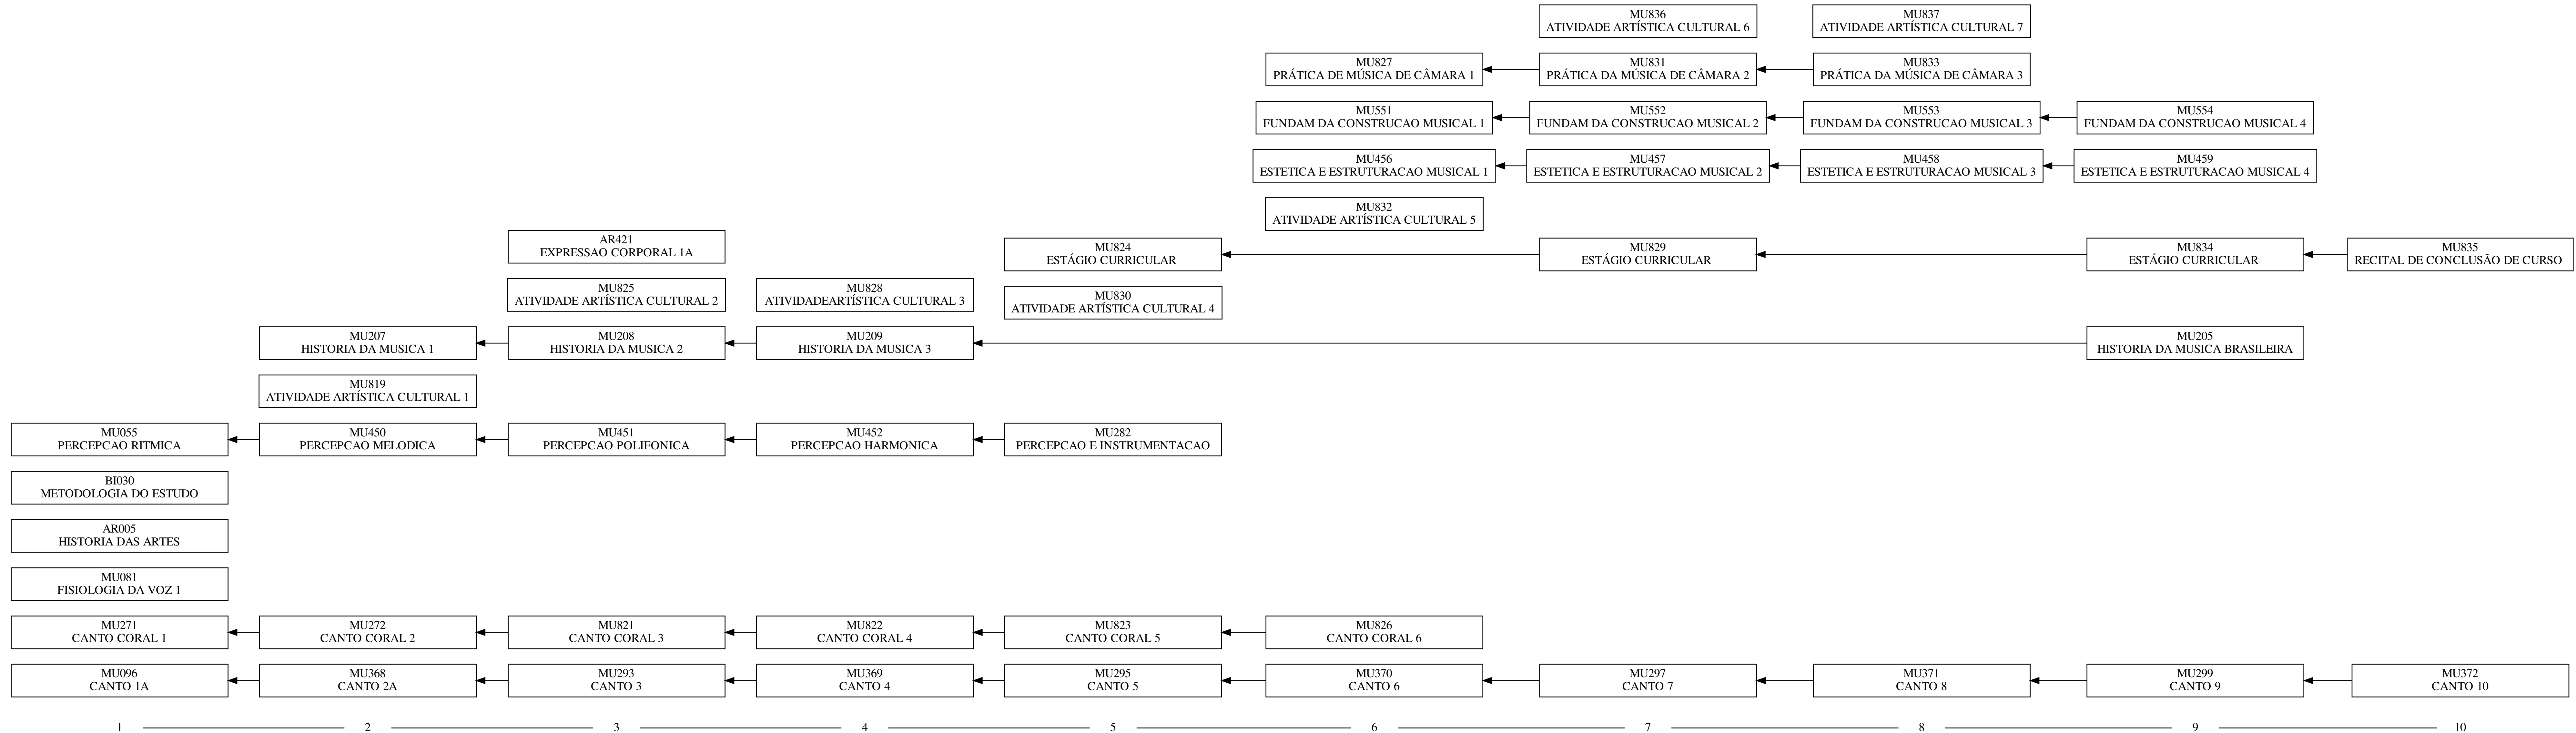 MU836
ATIVIDADE ARTÍSTICA CULTURAL 6
MU837
ATIVIDADE ARTÍSTICA CULTURAL 7
MU827
PRÁTICA DE MÚSICA DE CÂMARA 1
MU831
PRÁTICA DA MÚSICA DE CÂMARA 2
MU833
PRÁTICA DA MÚSICA DE CÂMARA 3
MU551
FUNDAM DA CONSTRUCAO MUSICAL 1
MU552
FUNDAM DA CONSTRUCAO MUSICAL 2
MU553
FUNDAM DA CONSTRUCAO MUSICAL 3
MU554
FUNDAM DA CONSTRUCAO MUSICAL 4
MU456
ESTETICA E ESTRUTURACAO MUSICAL 1
MU457
ESTETICA E ESTRUTURACAO MUSICAL 2
MU458
ESTETICA E ESTRUTURACAO MUSICAL 3
MU459
ESTETICA E ESTRUTURACAO MUSICAL 4
MU832
ATIVIDADE ARTÍSTICA CULTURAL 5
AR421
EXPRESSAO CORPORAL 1A
MU824
ESTÁGIO CURRICULAR
MU829
ESTÁGIO CURRICULAR
MU834
ESTÁGIO CURRICULAR
MU835
RECITAL DE CONCLUSÃO DE CURSO
MU825
ATIVIDADE ARTÍSTICA CULTURAL 2
MU828
ATIVIDADEARTÍSTICA CULTURAL 3
MU830
ATIVIDADE ARTÍSTICA CULTURAL 4
MU207
HISTORIA DA MUSICA 1
MU208
HISTORIA DA MUSICA 2
MU209
HISTORIA DA MUSICA 3
MU205
HISTORIA DA MUSICA BRASILEIRA
MU819
ATIVIDADE ARTÍSTICA CULTURAL 1
MU055
PERCEPCAO RITMICA
MU450
PERCEPCAO MELODICA
MU451
PERCEPCAO POLIFONICA
MU452
PERCEPCAO HARMONICA
MU282
PERCEPCAO E INSTRUMENTACAO
BI030
METODOLOGIA DO ESTUDO
AR005
HISTORIA DAS ARTES
MU081
FISIOLOGIA DA VOZ 1
MU271
CANTO CORAL 1
MU272
CANTO CORAL 2
MU821
CANTO CORAL 3
MU822
CANTO CORAL 4
MU823
CANTO CORAL 5
MU826
CANTO CORAL 6
MU096
CANTO 1A
MU368
CANTO 2A
MU293
CANTO 3
MU369
CANTO 4
MU295
CANTO 5
MU370
CANTO 6
MU297
CANTO 7
MU371
CANTO 8
MU299
CANTO 9
MU372
CANTO 10
1 2 3 4 5 6 7 8 9 10